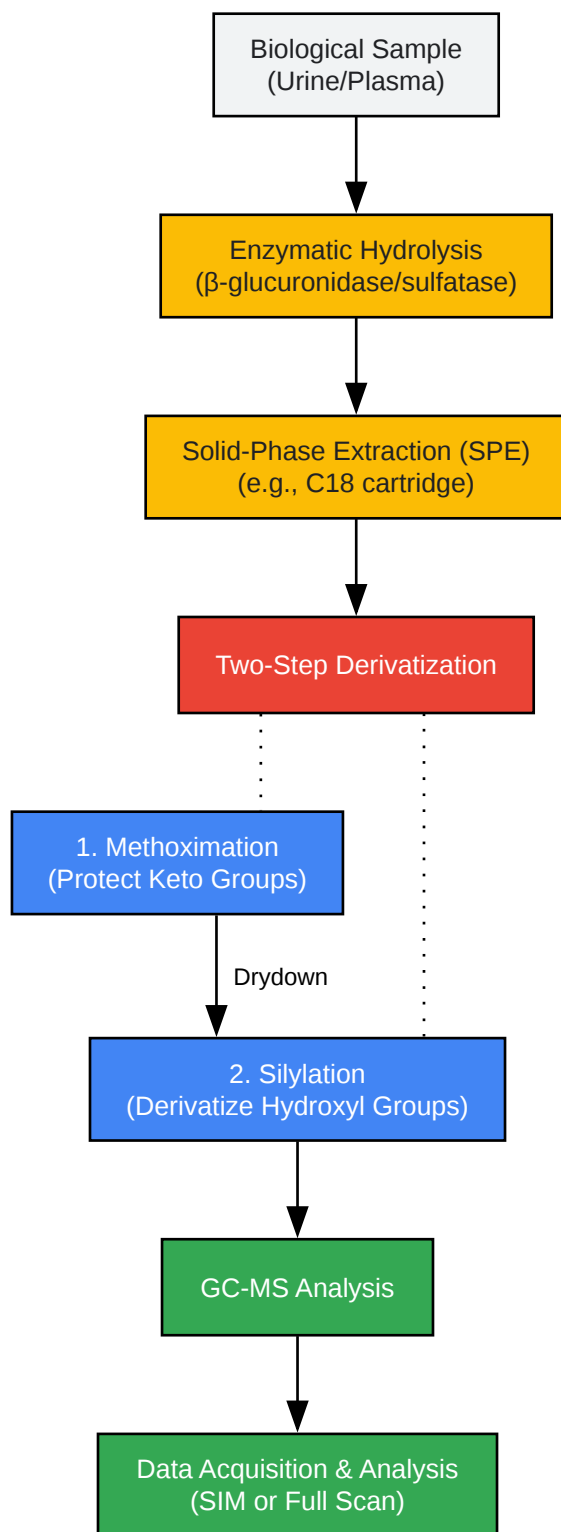 Biological Sample
(Urine/Plasma)
Enzymatic Hydrolysis
(β-glucuronidase/sulfatase)
Solid-Phase Extraction (SPE)
(e.g., C18 cartridge)
Two-Step Derivatization
1. Methoximation
(Protect Keto Groups)
Drydown
2. Silylation
(Derivatize Hydroxyl Groups)
GC-MS Analysis
Data Acquisition & Analysis
(SIM or Full Scan)